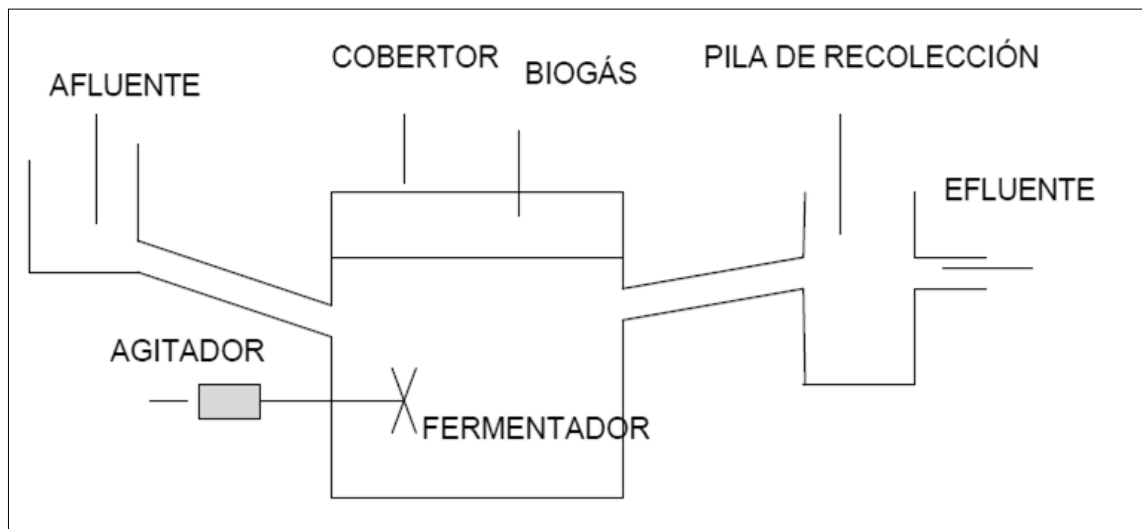 COBERTOR
PILA DE RECOLECCIÓN
BIOGÁS
AFLUENTE
EFLUENTE
AGITADOR
FERMENTADOR